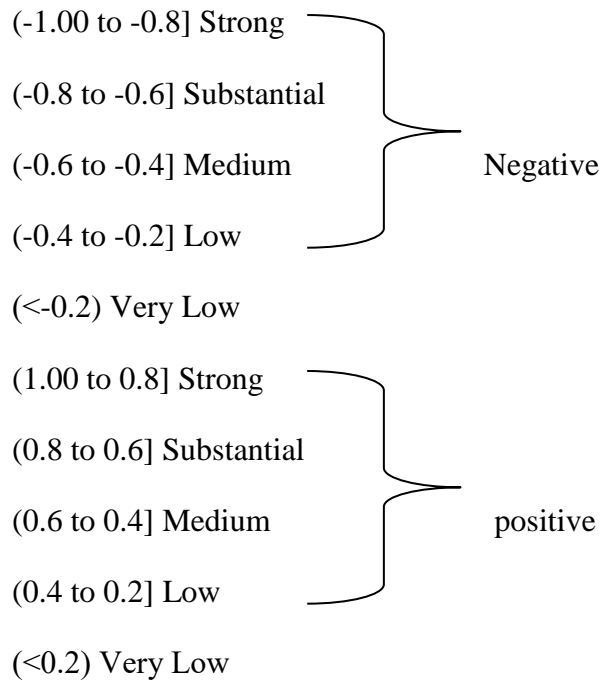 (-1.00 to -0.8] Strong
(-0.8 to -0.6] Substantial
(-0.6 to -0.4] Medium
Negative
(-0.4 to -0.2] Low
(<-0.2) Very Low
(1.00 to 0.8] Strong
(0.8 to 0.6] Substantial
(0.6 to 0.4] Medium
positive
(0.4 to 0.2] Low
(<0.2) Very Low